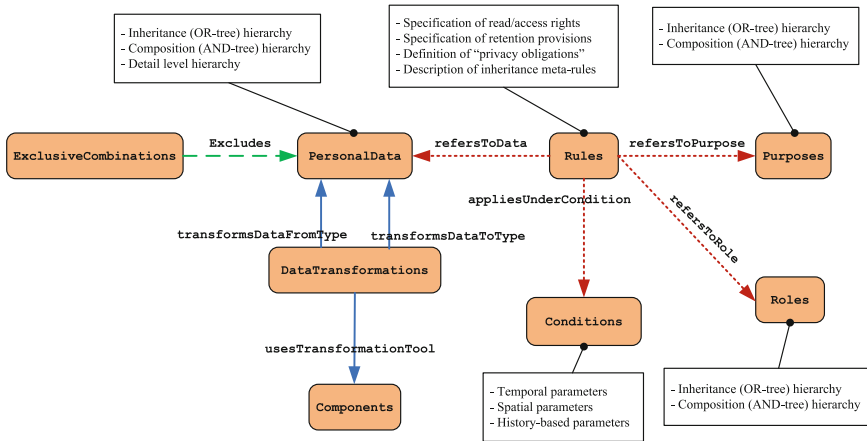 - Inheritance (OR-tree) hierarchy
- Composition (AND-tree) hierarchy
- Detail level hierarchy
- Specification of read/access rights
- Specification of retention provisions
- Definition of “privacy obligations”
- Description of inheritance meta-rules
- Inheritance (OR-tree) hierarchy
- Composition (AND-tree) hierarchy
ExclusiveCombinations
Excludes
PersonalData
refersToData
Rules
refersToPurpose
Purposes
appliesUnderCondition
refersToRole
transformsDataFromType
transformsDataToType
DataTransformations
Roles
Conditions
usesTransformationTool
Components
- Temporal parameters
- Spatial parameters
- History-based parameters
- Inheritance (OR-tree) hierarchy
- Composition (AND-tree) hierarchy